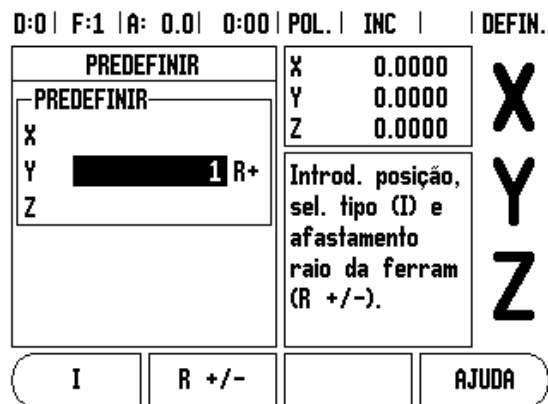 D:0 | F:1 | A: 0.0 | 0:00 | POL. | INC | | DEFIN.
PREDEFINIR
PREDEFINIR
X
Y 1 R+
Z
X 0.0000
Y 0.0000
Z 0.0000
Introd. posição,
sel. tipo (I) e
afastamento
raio da ferram
(R +/-).
X
Y
Z
I
R +/-
AJUDA